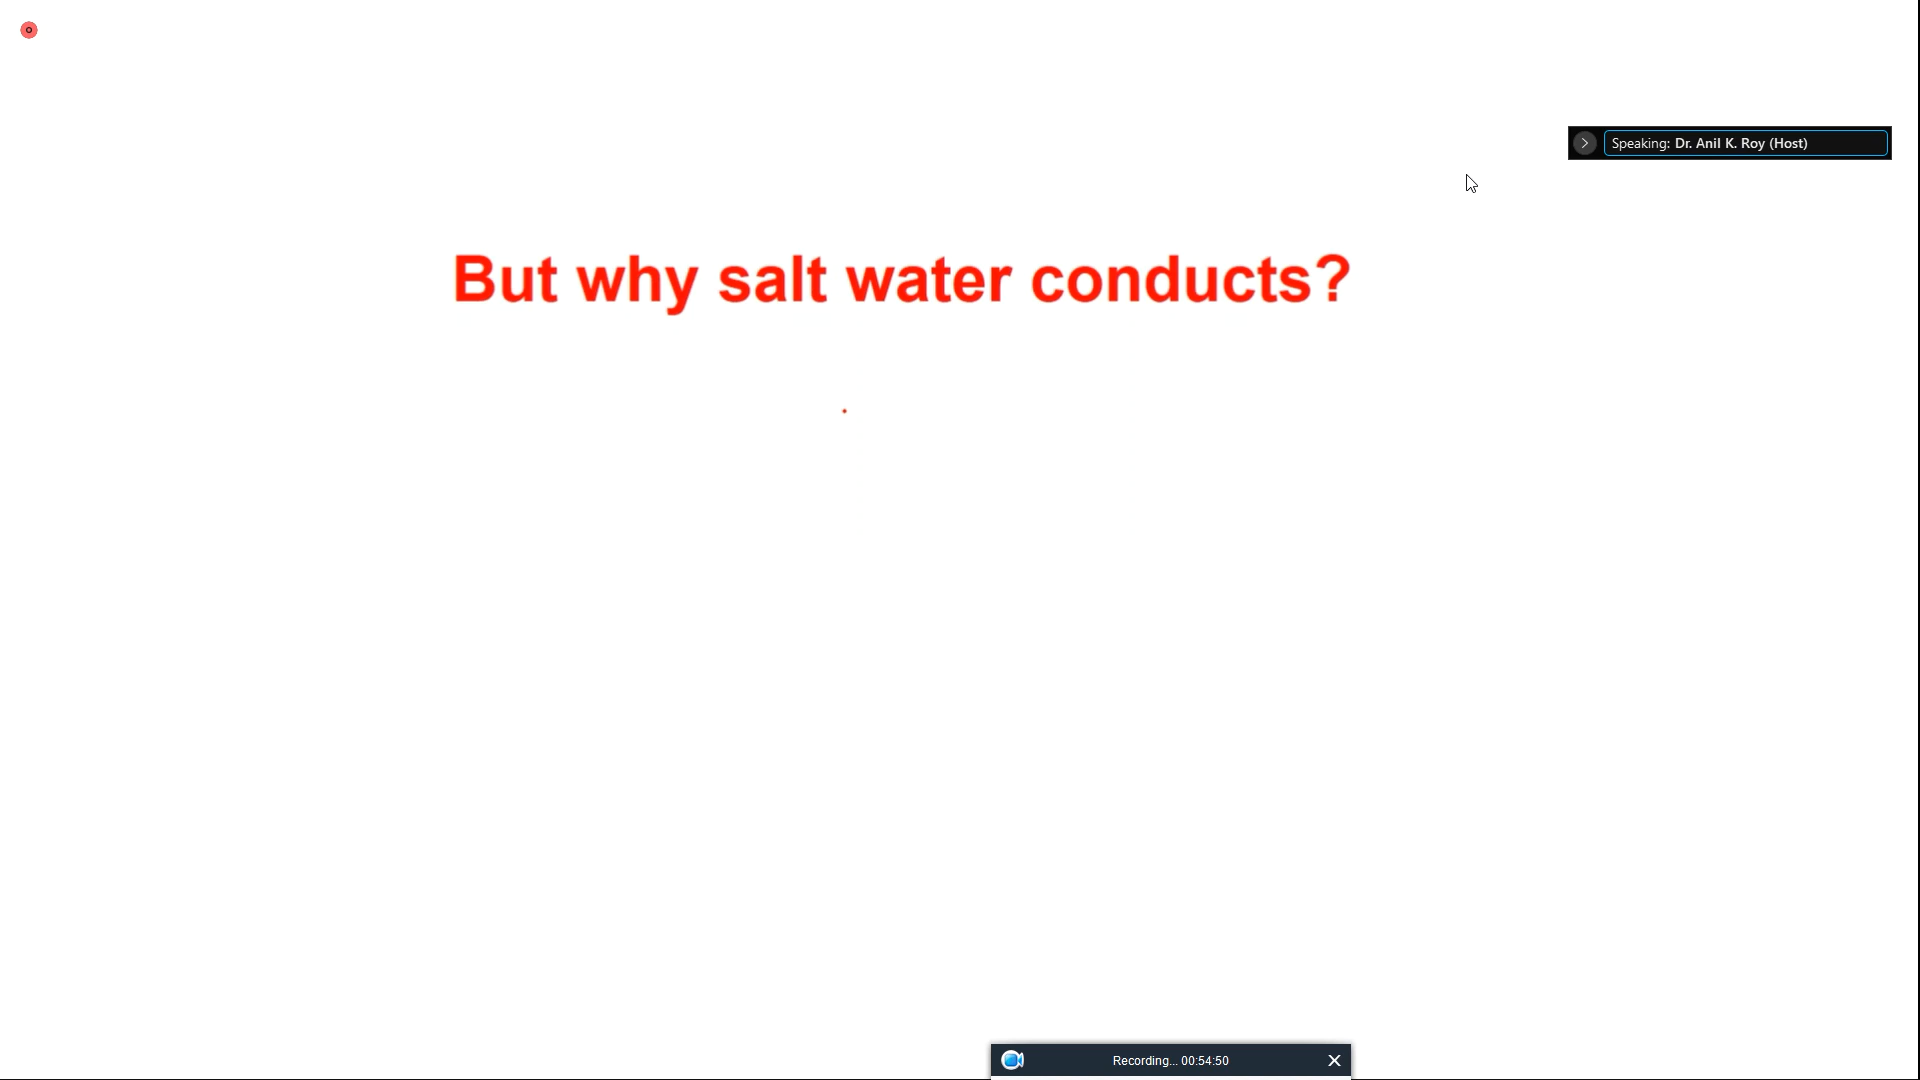 Speaking: Dr. Anil K. Roy (Host)
But why salt water conducts?
Recording... 00:54:50